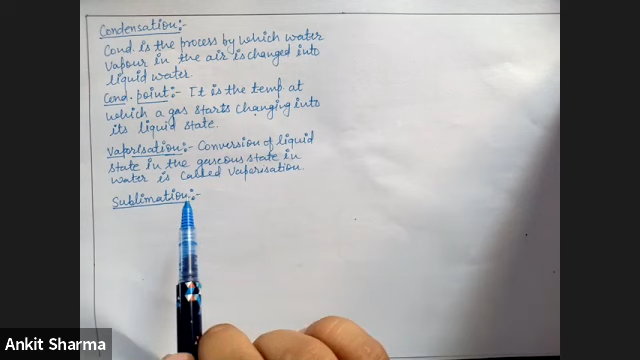 Condensation:-
Cond. is the process by which water
vapour in the air is changed into
liquid water.
Cond. point:- It is the temp. at
which a gas starts changing into
its liquid state.
Vaporisation:- Conversion of liquid
state in the gaseous state in
water is called vaporisation
Sublimation:-
Ankit Sharma